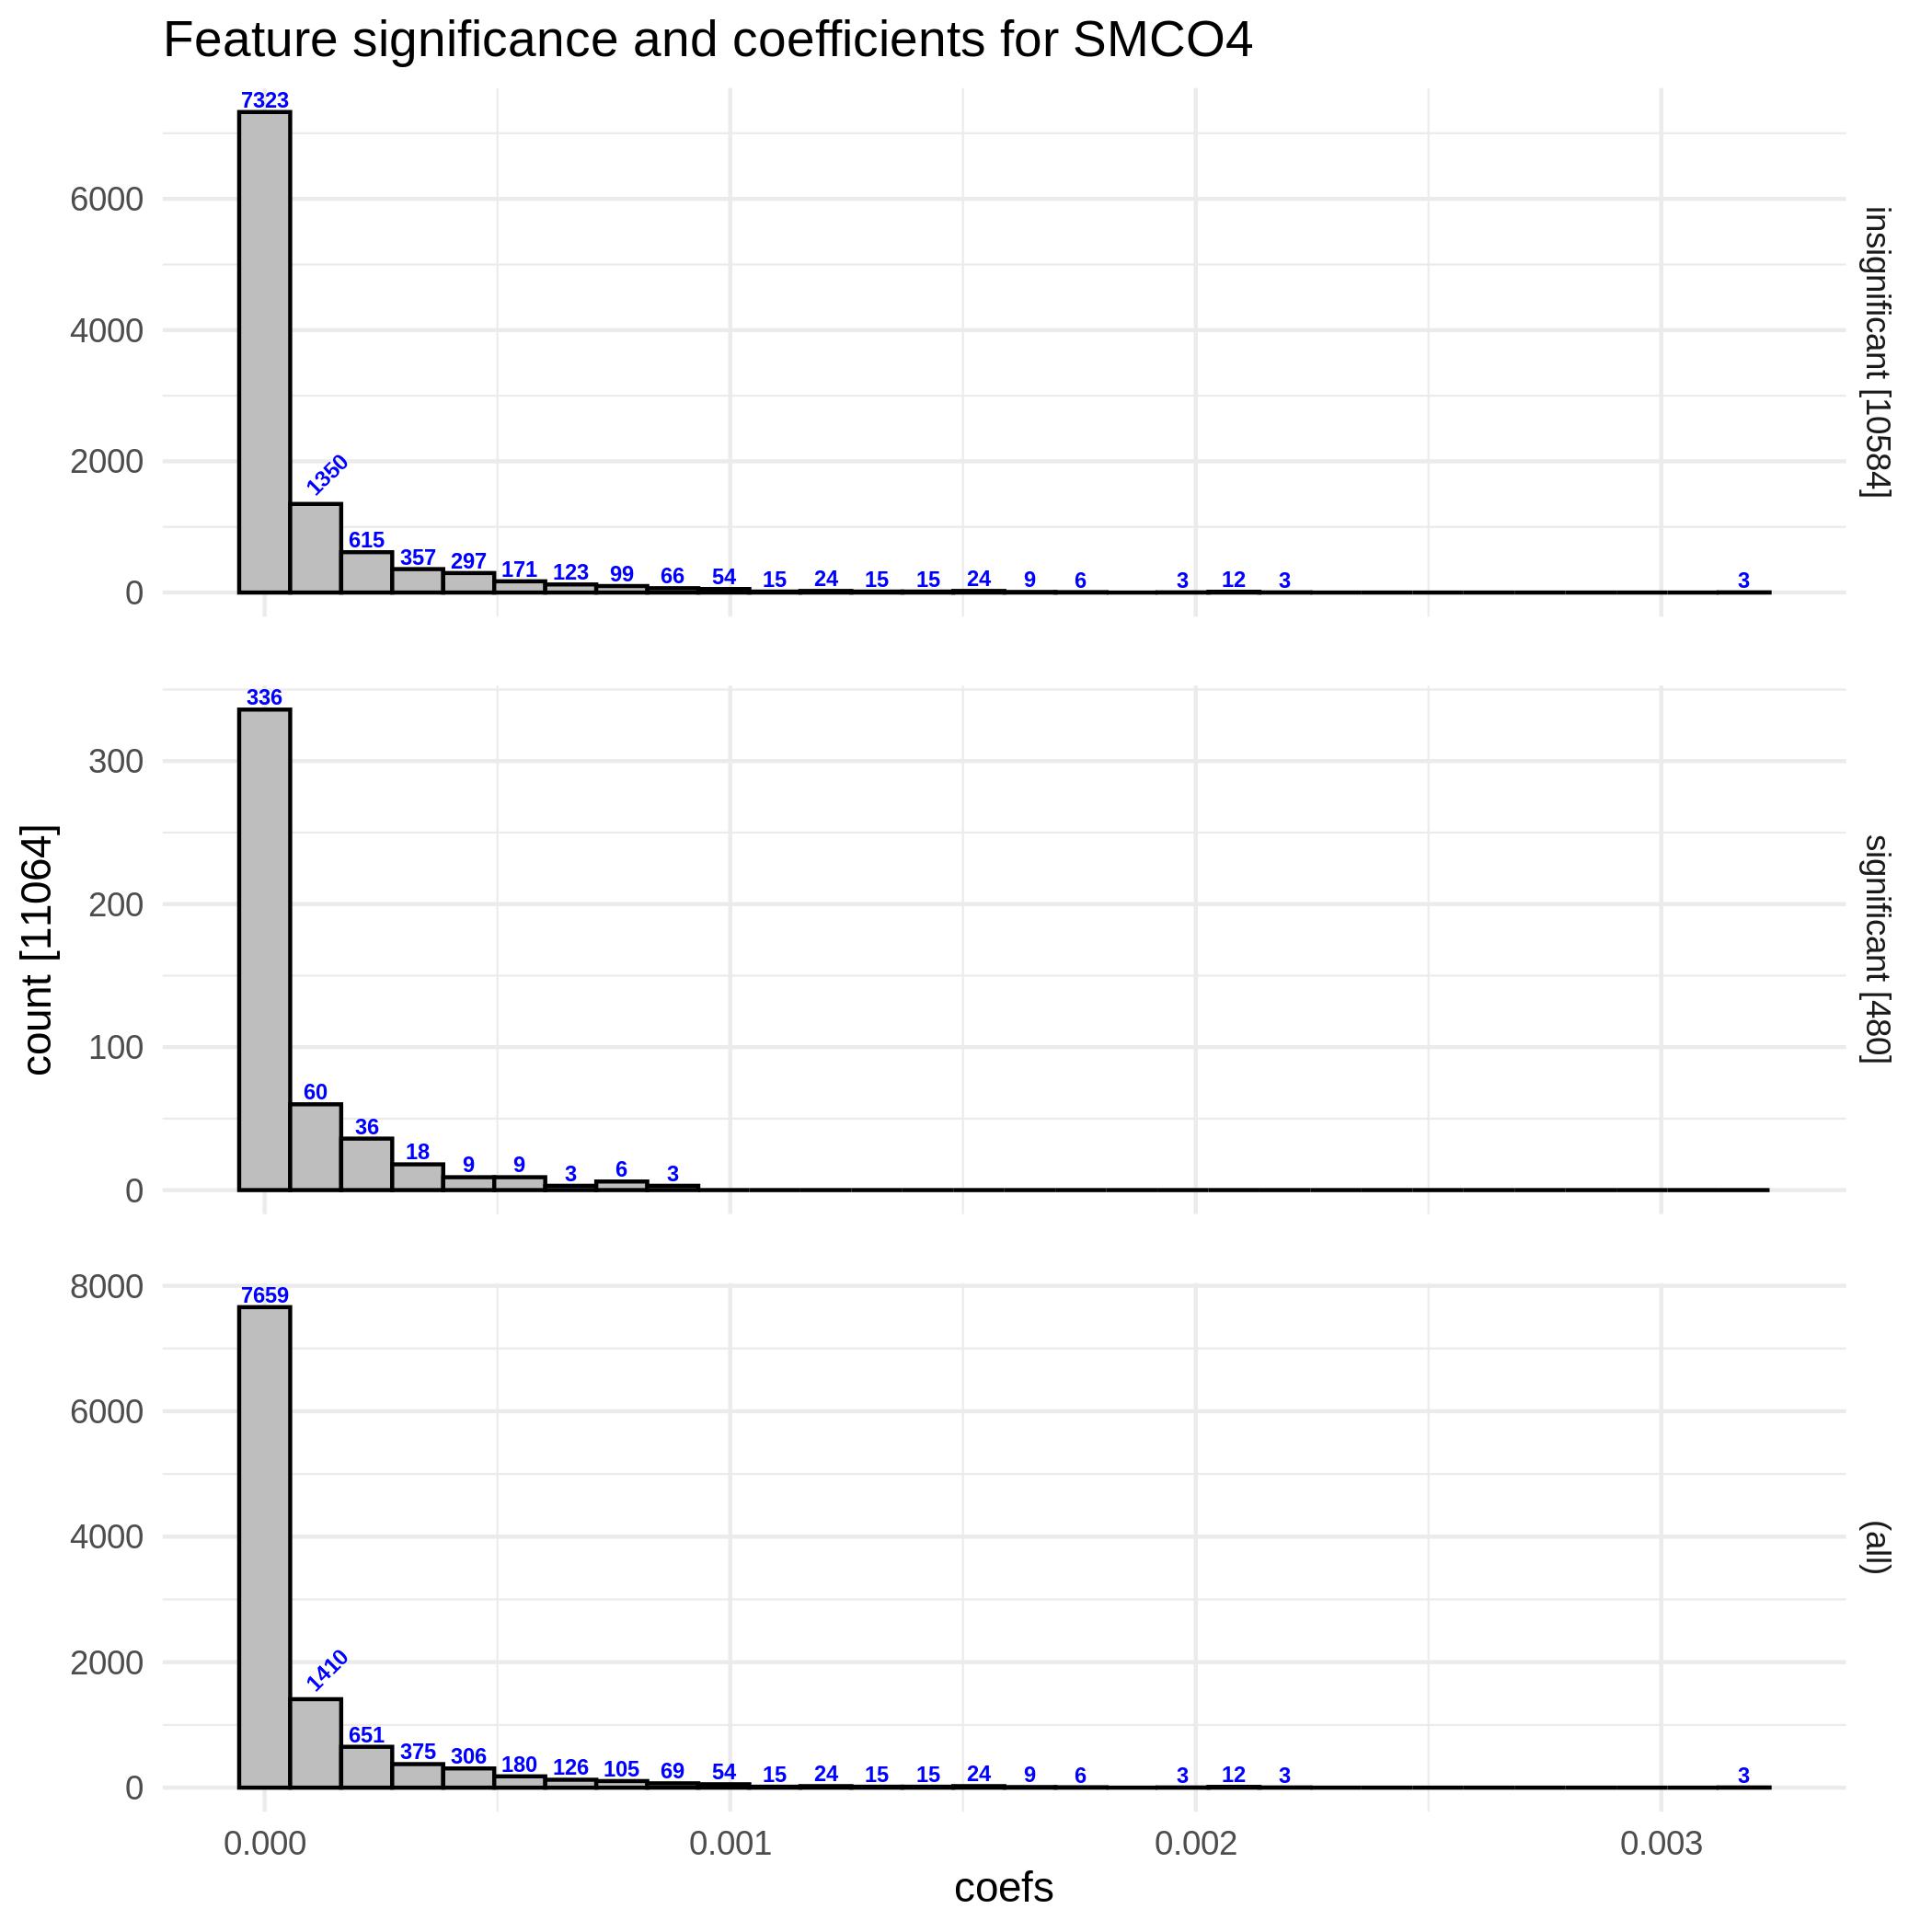 Feature significance and coefficients for SMCO4
7323
1350
615 357 297 171 123 99 66 54 15 24 15 15 24 9 6 3 12 3 3
6000
4000
2000
0
insignificant [10584]
336
60
36
18
9 9 3 6 3
300
200
100
0
significant [480]
count [11064]
7659
1410
651 375 306 180 126 105 69 54 15 24 15 15 24 9 6 3 12 3 3
8000
6000
4000
2000
0
(all)
0.000 0.001 0.002 0.003
coefs